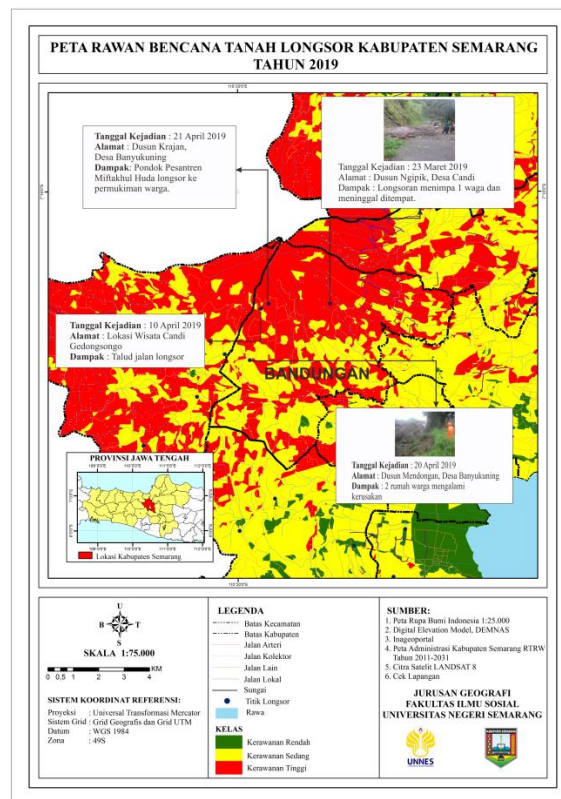 PETA RAWAN BENCANA TANAH LONGSOR KABUPATEN SEMARANG
TAHUN 2019
Tanggal Kejadian : 21 April 2019
Alamat : Dusun Krajan,
Desa Banyukuning
Dampak: Pondok Pesantren
Miftakhul Huda longsor ke
permukiman warga.
Tanggal Kejadian : 23 Maret 2019
Alamat : Dusun Ngipik, Desa Candi
Dampak : Longsoran menimpa 1 waga dan
meninggal ditempat.
Tanggal Kejadian : 10 April 2019
Alamat : Lokasi Wisata Candi
Gedongsongo
Dampak : Talud jalan longsor
BANDUNGAN
Tanggal Kejadian : 20 April 2019
Alamat : Dusun Mendongan, Desa Banyukuning
Dampak : 2 rumah warga mengalami
kerusakan
PROVINSI JAWA TENGAH
Lokasi Kabupaten Semarang
U
B T
S
SKALA 1:75.000
0 0,5 1 2 3 4
KM
SISTEM KOORDINAT REFERENSI:
Proyeksi : Universal Transformasi Mercator
Sistem Grid : Grid Geografis dan Grid UTM
Datum : WGS 1984
Zona : 49S
LEGENDA
Batas Kecamatan
Batas Kabupaten
Jalan Arteri
Jalan Kolektor
Jalan Lain
Jalan Lokal
Sungai
Titik Longsor
Rawa
KELAS
Kerawanan Rendah
Kerawanan Sedang
Kerawanan Tinggi
SUMBER:
1. Peta Rupa Bumi Indonesia 1:25.000
2. Digital Elevation Model, DEMNAS
3. Inageoportal
4. Peta Administrasi Kabupaten Semarang RTRW
Tahun 2011-2031
5. Citra Satelit LANDSAT 8
6. Cek Lapangan
JURUSAN GEOGRAFI
FAKULTAS ILMU SOSIAL
UNIVERSITAS NEGERI SEMARANG
UNNES